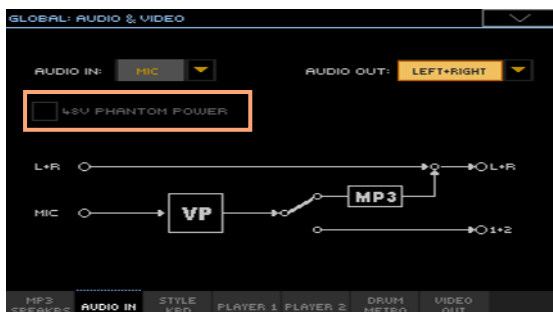 GLOBAL: AUDIO & VIDEO
AUDIO IN: MIC AUDIO OUT: LEFT+RIGHT
48V PHANTOM POWER
L+R L+R
MP3
MIC VP
1+2
MP3 SPEAKRS AUDIO IN STYLE KBD PLAYER 1 PLAYER 2 DRUM METRO VIDEO OUT